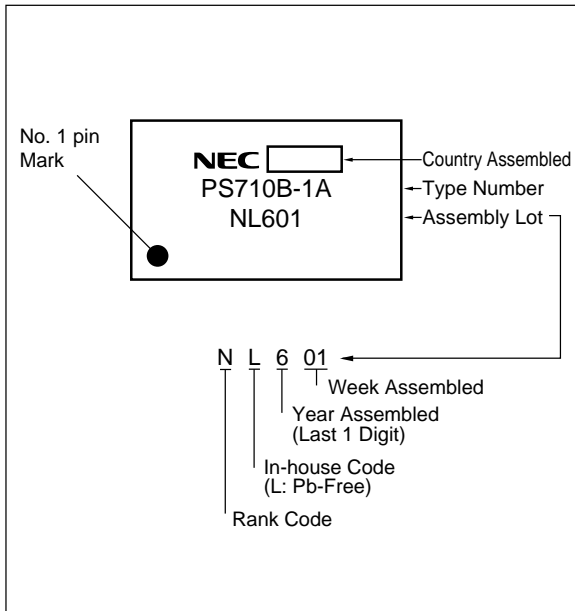 No. 1 pin
Mark
NEC
Country Assembled
PS710B-1A
Type Number
NL601
Assembly Lot
N L 6 01
Week Assembled
Year Assembled
(Last 1 Digit)
In-house Code
(L: Pb-Free)
Rank Code